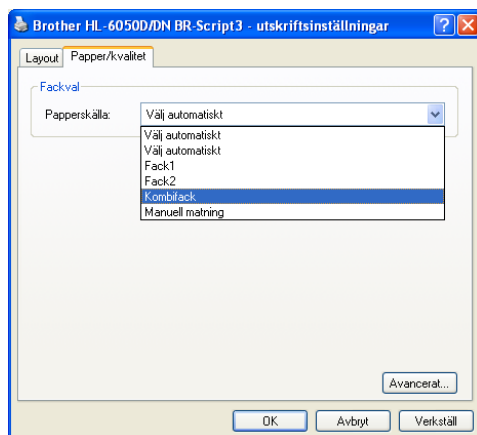 Brother HL-6050D/DN BR-Script3 - utskriftsinställningar
Layout Papper/kvalitet
Fackval
Papperskälla: Välj automatiskt
Välj automatiskt
Välj automatiskt
Fack1
Fack2
Kombifack
Manuell matning
Avancerat...
OK Avbryt Verkställ